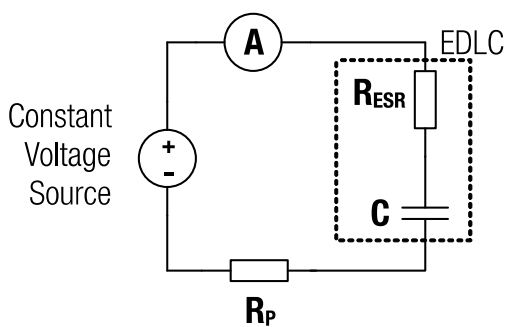 A
EDLC
RESR
Constant
Voltage
Source
+
-
C
RP